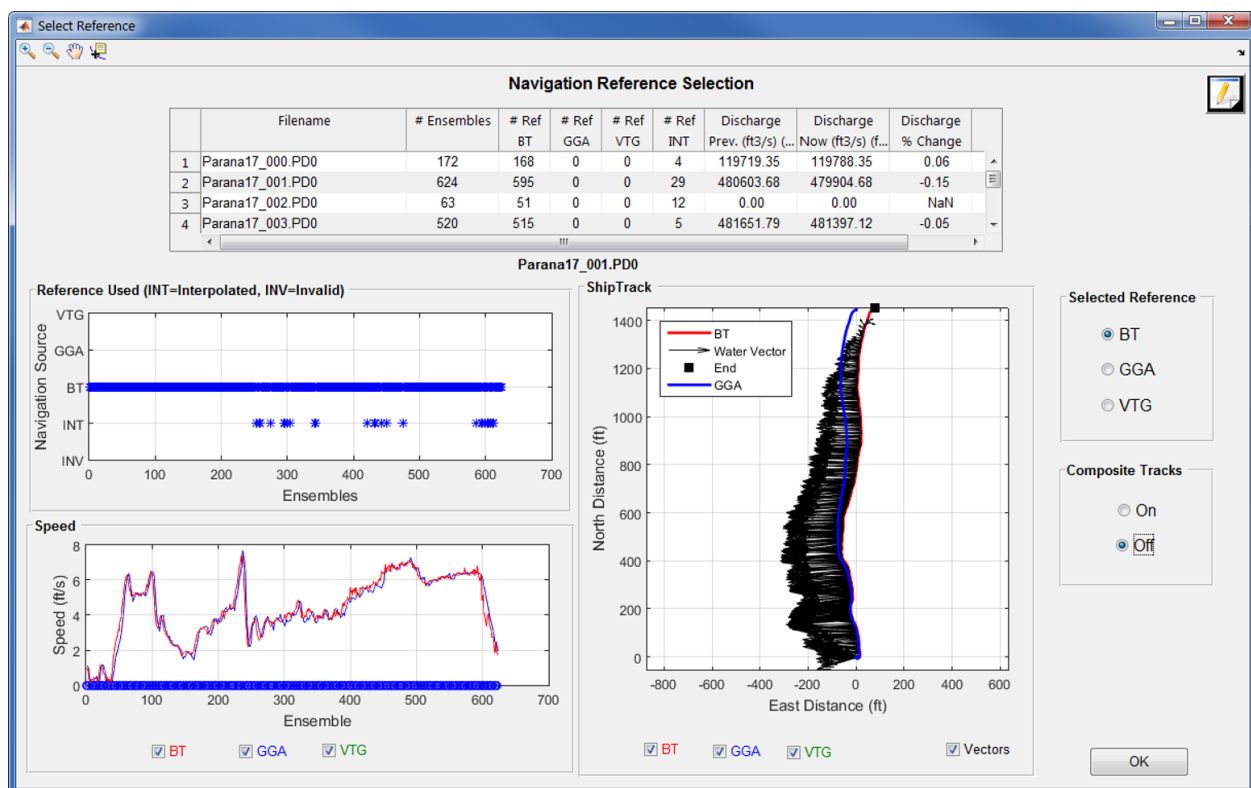 Select Reference
Navigation Reference Selection
Filename # Ensembles # Ref # Ref # Ref # Ref Discharge Discharge Discharge
BT GGA VTG INT Prev. (ft3/s) (... Now (ft3/s) (f... % Change
1 Parana17_000.PD0 172 168 0 0 4 119719.35 119788.35 0.06
2 Parana17_001.PD0 624 595 0 0 29 480603.68 479904.68 -0.15
3 Parana17_002.PD0 63 51 0 0 12 0.00 0.00 NaN
4 Parana17_003.PD0 520 515 0 0 5 481651.79 481397.12 -0.05
Parana17_001.PD0
Reference Used (INT=Interpolated, INV=Invalid)
VTG
GGA
BT
INT
INV
Navigation Source
0 100 200 300 400 500 600 700
Ensembles
Speed
8
6
4
2
0
Speed (ft/s)
0 100 200 300 400 500 600 700
Ensemble
BT GGA VTG
ShipTrack
1400
1200
1000
800
600
400
200
0
North Distance (ft)
BT
Water Vector
End
GGA
-800 -600 -400 -200 0 200 400 600
East Distance (ft)
BT GGA VTG Vectors
Selected Reference
BT
GGA
VTG
Composite Tracks
On
Off
OK